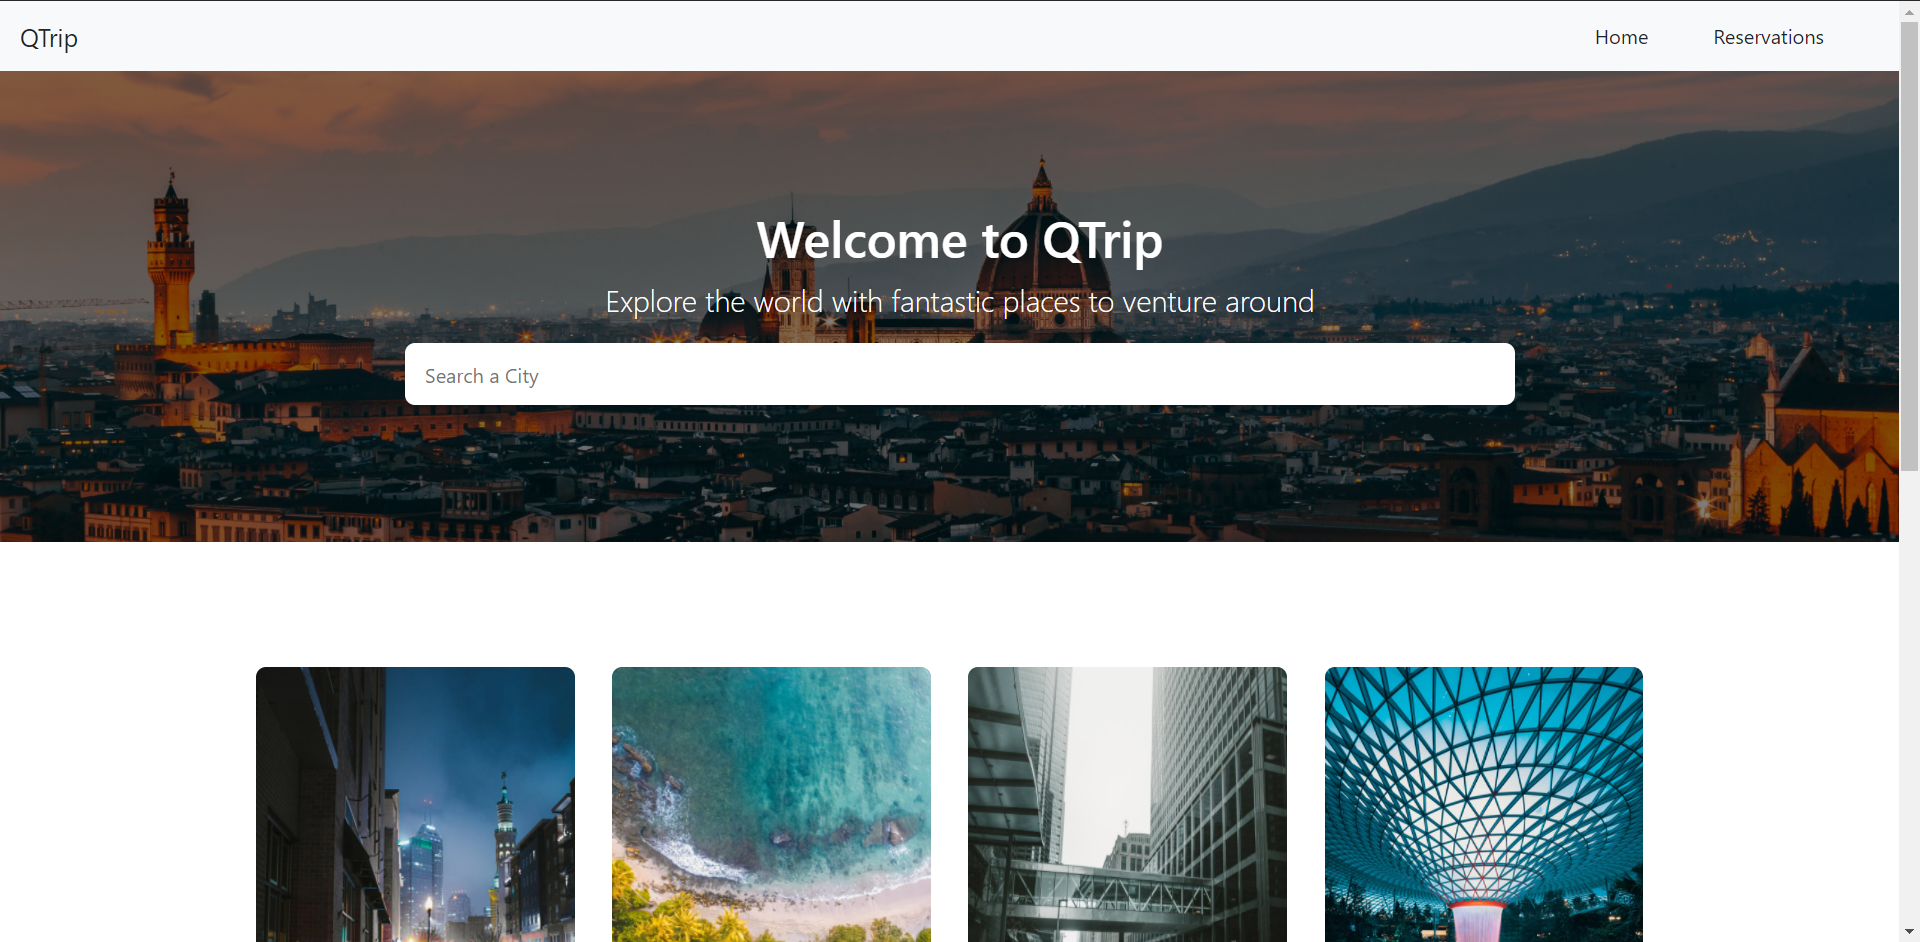 QTrip
Home
Reservations
Welcome to QTrip
Explore the world with fantastic places to venture around
Search a City